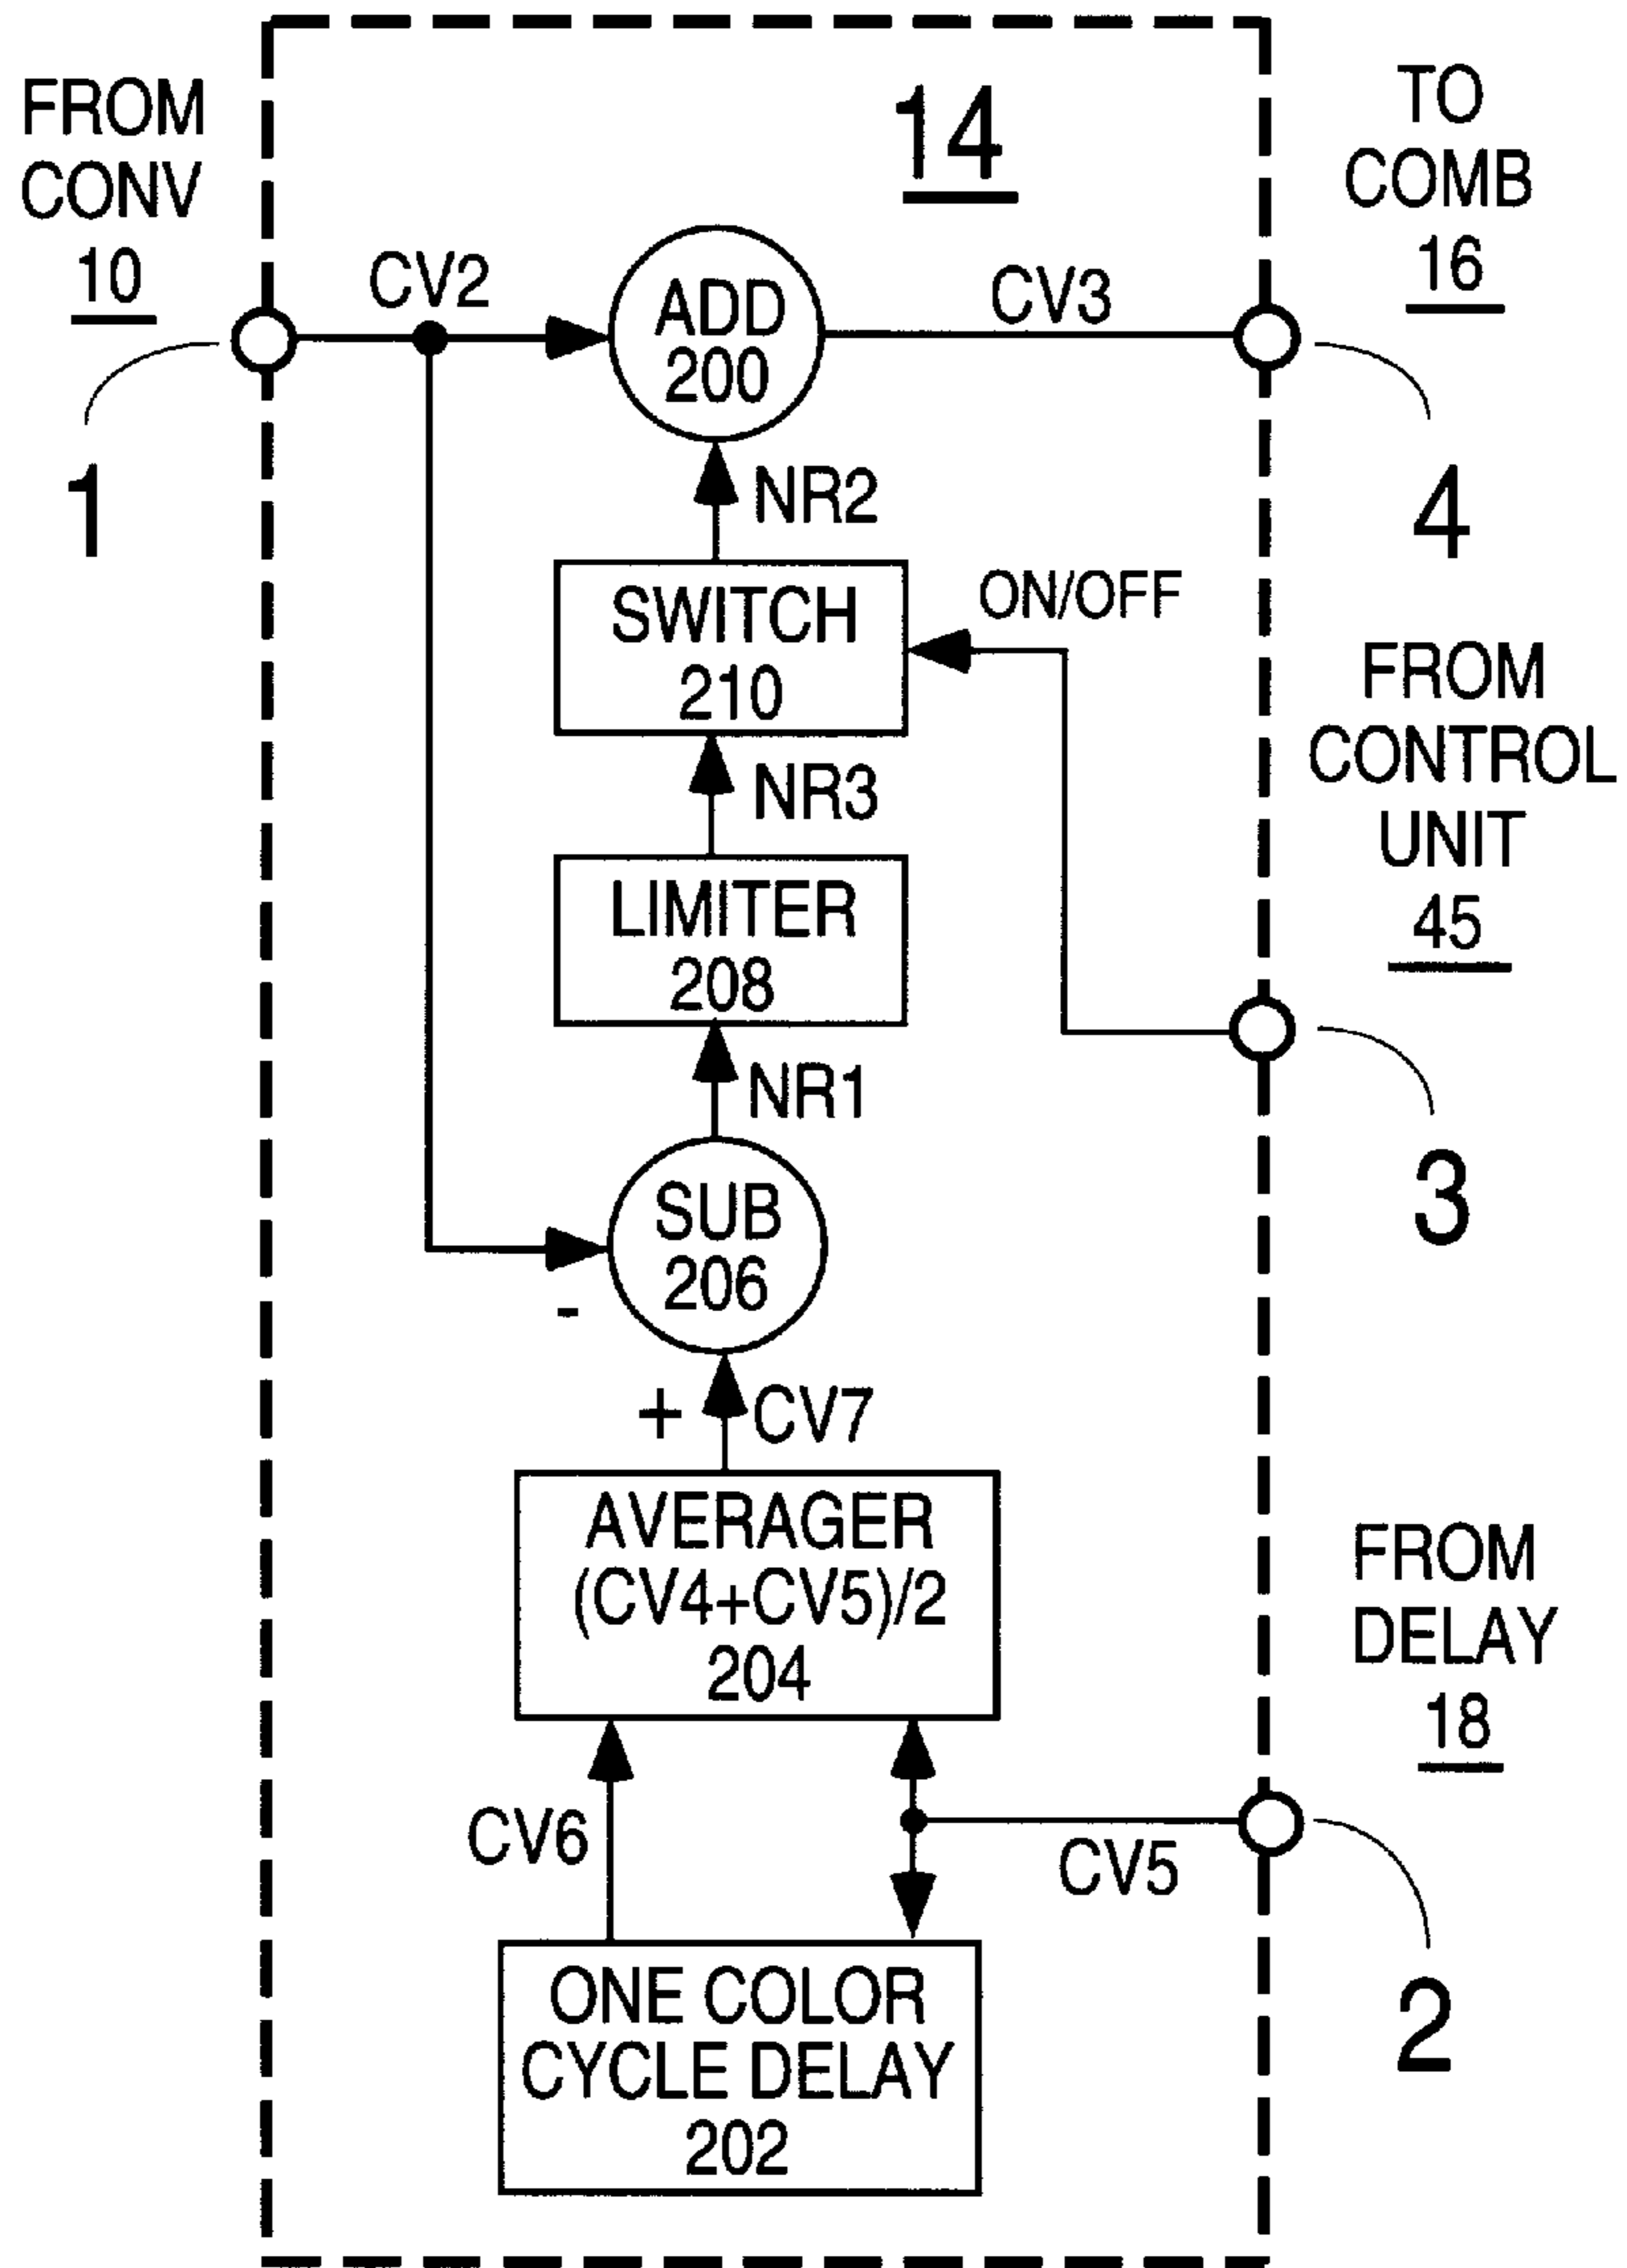 FROM
CONV
10
1
14
TO
COMB
16
4
CV2
ADD
200
CV3
NR2
SWITCH
210
ON/OFF
FROM
CONTROL
UNIT
45
3
NR3
LIMITER
208
NR1
SUB
206
-
+
CV7
AVERAGER
(CV4+CV5)/2
204
FROM
DELAY
18
2
CV6
CV5
ONE COLOR
CYCLE DELAY
202